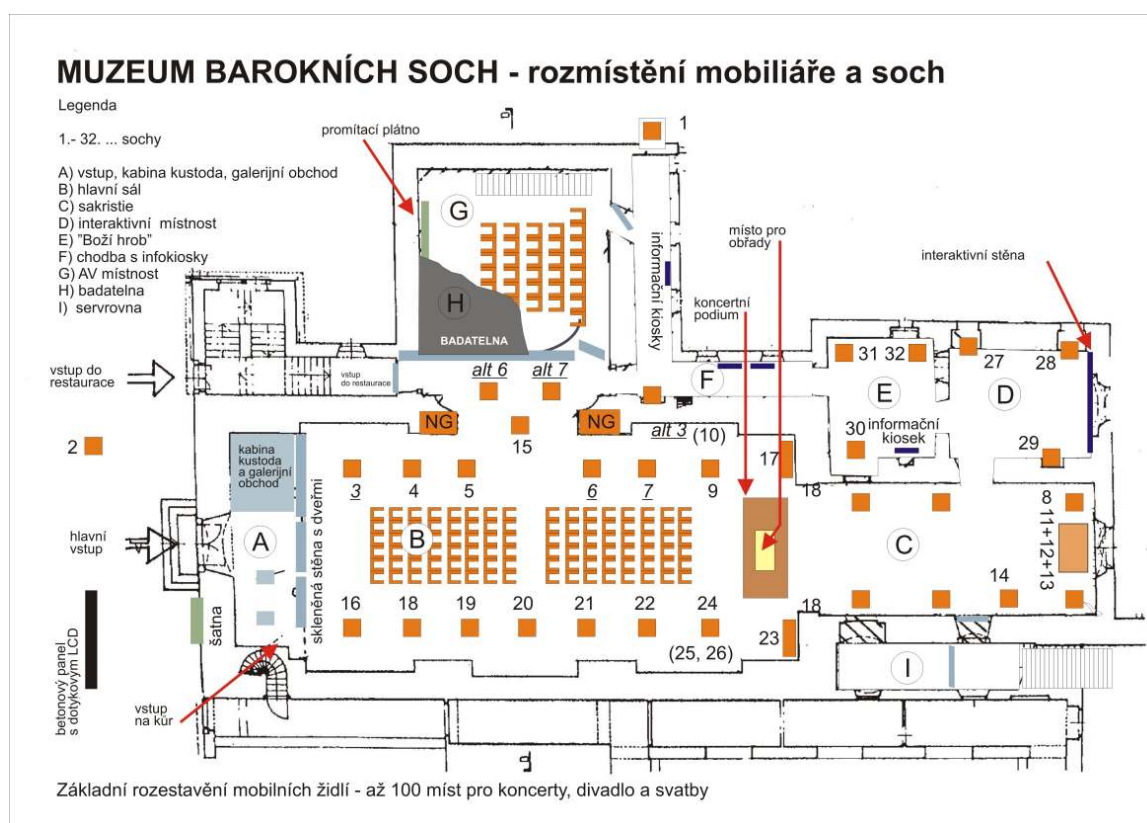 MUZEUM BAROKNÍCH SOCH - rozmístění mobiliáře a soch
Legenda
1.- 32. ... sochy
A) vstup, kabina kustoda, galerijní obchod
B) hlavní sál
C) sakristie
D) interaktivní místnost
E) "Boží hrob"
F) chodba s infokiosky
G) AV místnost
H) badatelna
I) servrovna
promítací plátno
1
G
místo pro
obřady
interaktivní stěna
informační kiosky
koncertní
podium
H
BADATELNA
vstup do
restaurace
vstup
do restaurace
alt 6
alt 7
F
31
32
27
28
E
D
2
NG
15
NG
alt 3
(10)
30
informační
kiosek
29
kabina
kustoda
a galerijní
obchod
3
4
5
6
7
9
17
18
8
11+12+13
skleněná stěna s dveřmi
hlavní
vstup
A
B
C
14
16
18
19
20
21
22
24
18
23
(25, 26)
šatna
betonový panel
s dotykovým LCD
vstup
na kůr
I
Základní rozestavění mobilních židlí - až 100 míst pro koncerty, divadlo a svatby